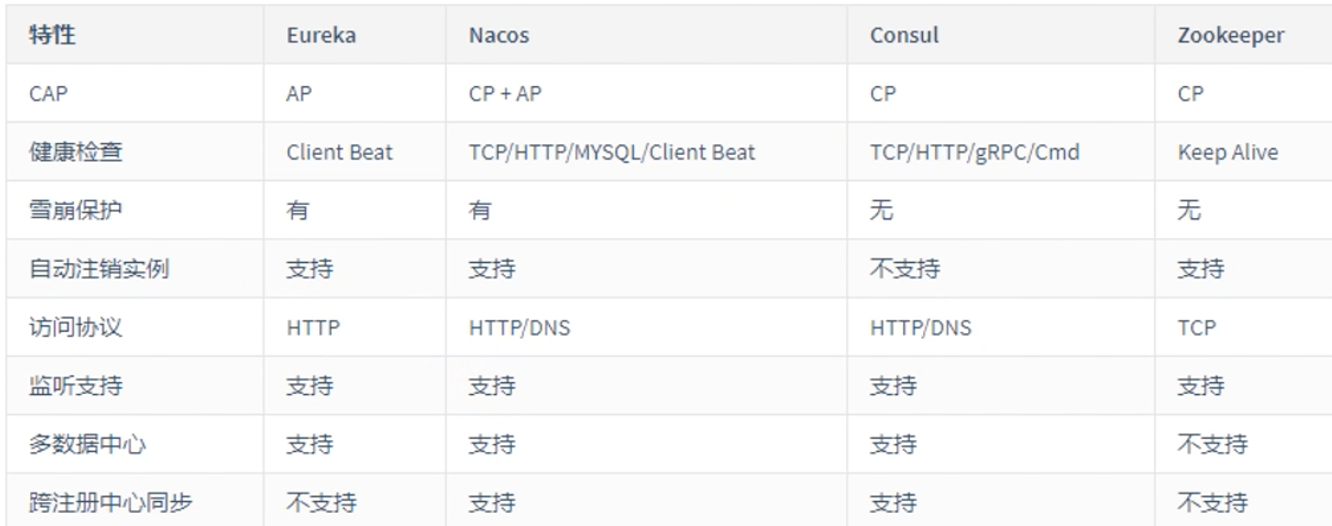 特性 Eureka Nacos Consul Zookeeper
CAP AP CP + AP CP CP
健康检查 Client Beat TCP/HTTP/MYSQL/Client Beat TCP/HTTP/gRPC/Cmd Keep Alive
雪崩保护 有 有 无 无
自动注销实例 支持 支持 不支持 支持
访问协议 HTTP HTTP/DNS HTTP/DNS TCP
监听支持 支持 支持 支持 支持
多数据中心 支持 支持 支持 不支持
跨注册中心同步 不支持 支持 支持 不支持